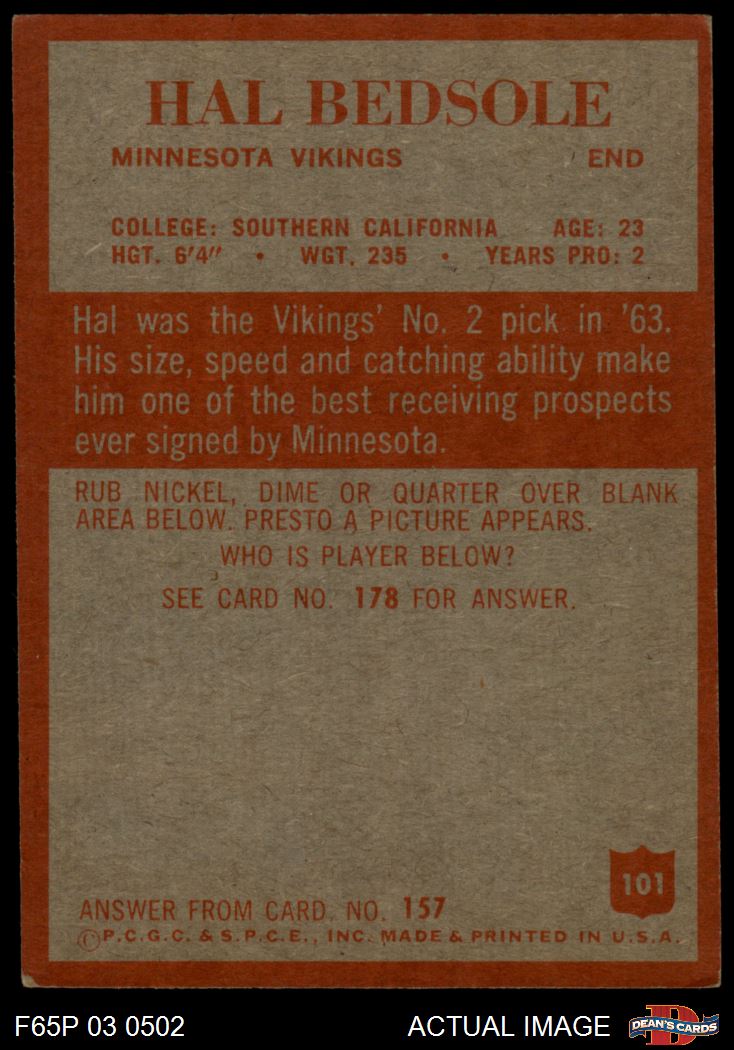 HAL BEDSOLE
MINNESOTA VIKINGS END
COLLEGE: SOUTHERN CALIFORNIA AGE: 23
HGT. 6'4" • WGT. 235 • YEARS PRO: 2
Hal was the Vikings' No. 2 pick in '63.
His size, speed and catching ability make
him one of the best receiving prospects
ever signed by Minnesota.
RUB NICKEL, DIME OR QUARTER OVER BLANK
AREA BELOW. PRESTO A PICTURE APPEARS.
WHO IS PLAYER BELOW?
SEE CARD NO. 178 FOR ANSWER.
101
ANSWER FROM CARD. NO. 157
©P.C.G.C. & S.P.C.E., INC. MADE & PRINTED IN U.S.A.
F65P 03 0502 ACTUAL IMAGE
D
DEAN'S CARDS